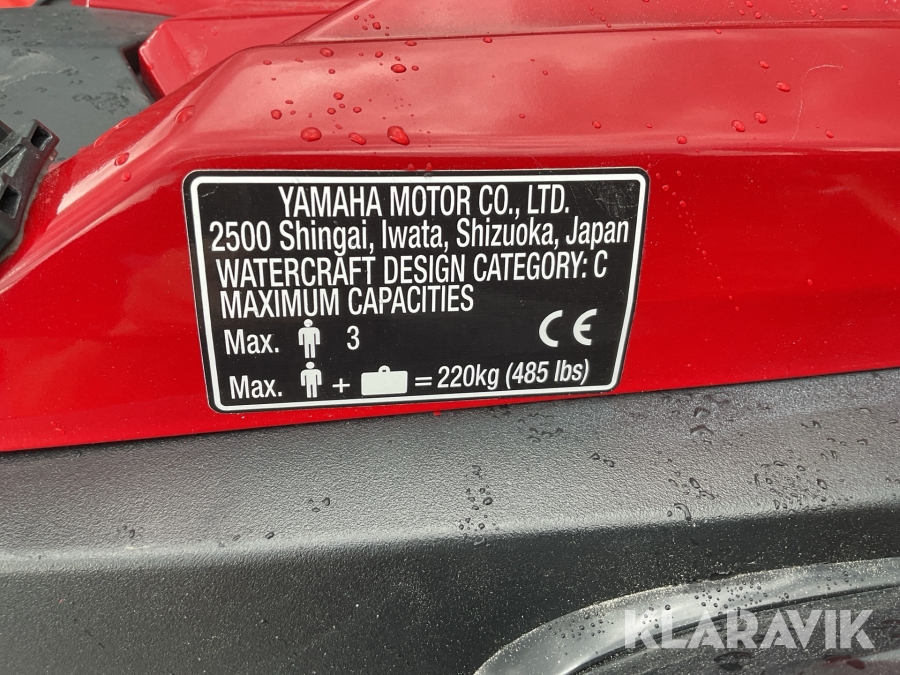 YAMAHA MOTOR CO., LTD.
2500 Shingai, Iwata, Shizuoka, Japan
WATERCRAFT DESIGN CATEGORY: C
MAXIMUM CAPACITIES
Max. 3
CE
Max. + = 220kg (485 lbs)
KLARAVIK